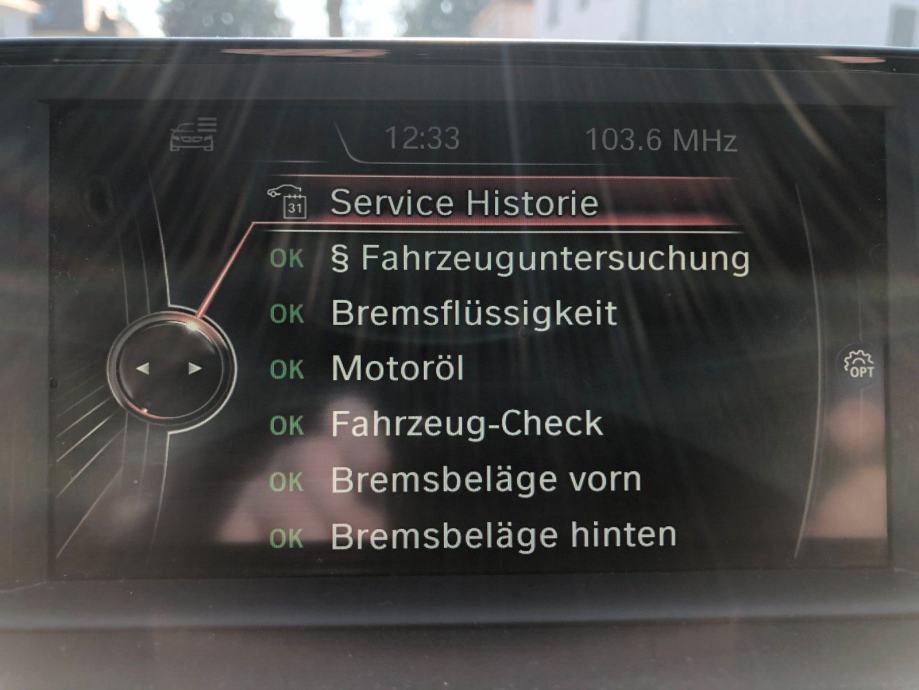 12:33 103.6 MHz
31 Service Historie
OK § Fahrzeuguntersuchung
OK Bremsflüssigkeit
OK Motoröl
OK Fahrzeug-Check
OPT
OK Bremsbeläge vorn
OK Bremsbeläge hinten